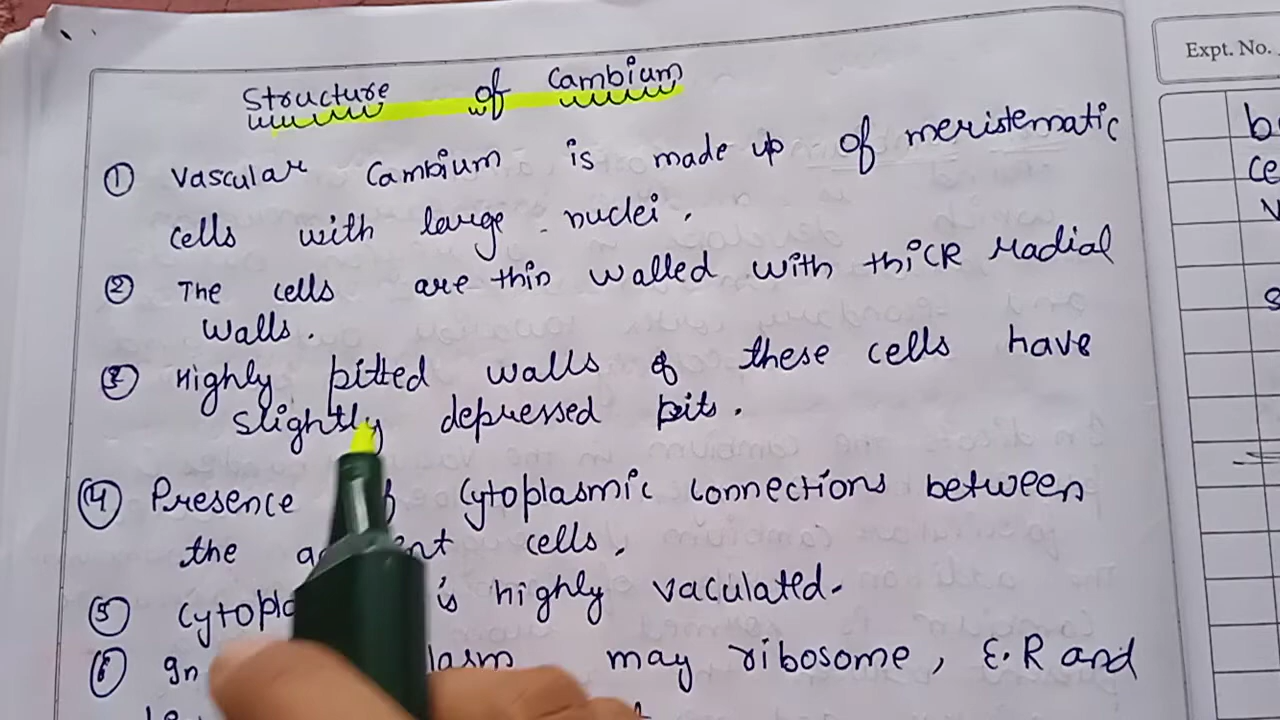 Structure of Cambium
① Vascular Cambium is made up of meristematic
cells with large nuclei.
② The cells are thin walled with thick radial
walls.
③ Highly pitted walls of these cells have
slightly depressed pits.
④ Presence cytoplasmic connections between
the cells.
⑤ is highly vaculated.
⑥ In may ribosome, E.R and
Expt. No.